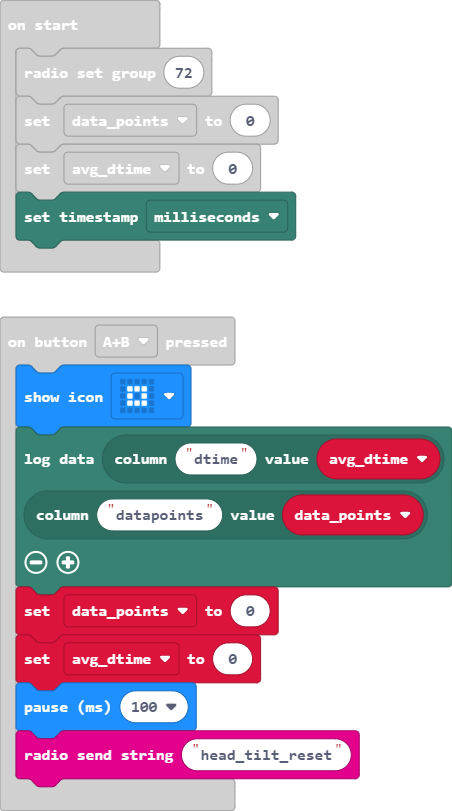 on start
radio set group 72
set data_points to 0
set avg_dtime to 0
set timestamp milliseconds
on button A+B pressed
show icon
log data column "dtime" value avg_dtime
column "datapoints" value data_points
set data_points to 0
set avg_dtime to 0
pause (ms) 100
radio send string "head_tilt_reset"